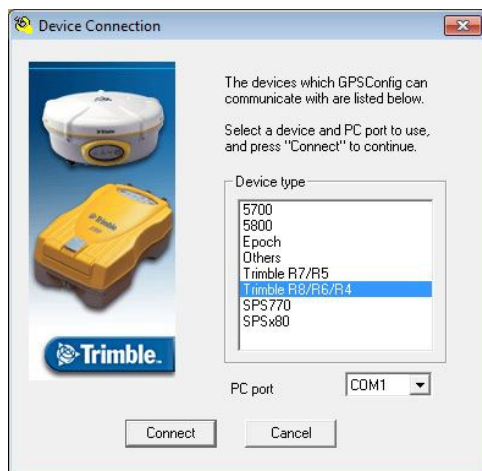 Device Connection
The devices which GPSConfig can
communicate with are listed below.
Select a device and PC port to use,
and press "Connect" to continue.
Device type
5700
5800
Epoch
Others
Trimble R7/R5
Trimble R8/R6/R4
SPS770
SPSx80
Trimble.
PC port
COM1
Connect
Cancel